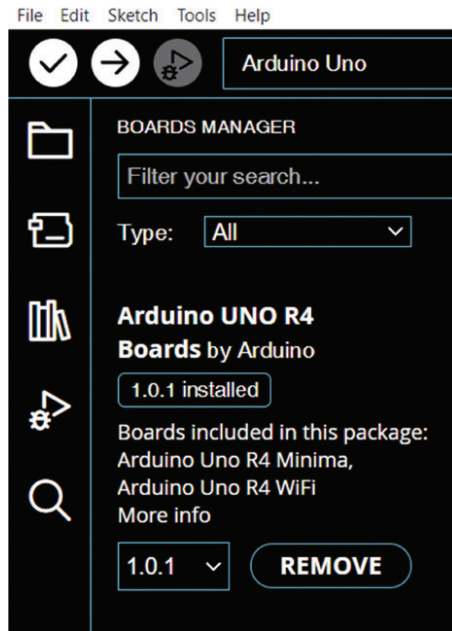 File Edit Sketch Tools Help
Arduino Uno
BOARDS MANAGER
Filter your search...
Type: All
Arduino UNO R4
Boards by Arduino
1.0.1 installed
Boards included in this package:
Arduino Uno R4 Minima,
Arduino Uno R4 WiFi
More info
1.0.1 REMOVE